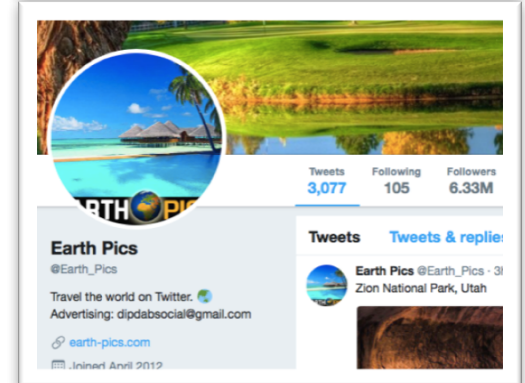 Tweets Following Followers
3,077 105 6.33M
EARTH PICS
Earth Pics
@Earth_Pics
Travel the world on Twitter.
Advertising: dipdabsocial@gmail.com
earth-pics.com
Joined April 2012
Tweets Tweets & replies
Earth Pics @Earth_Pics · 3h
Zion National Park, Utah